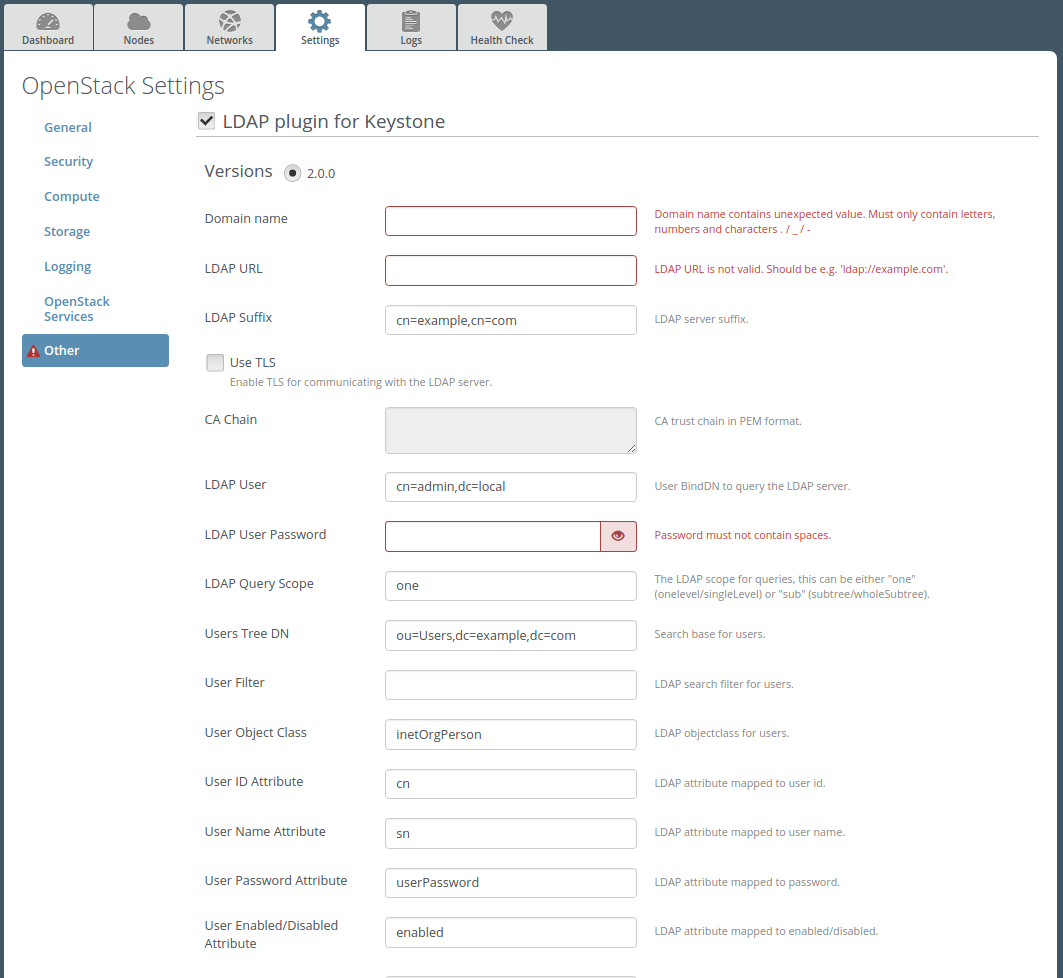 Dashboard
Nodes
Networks
Settings
Logs
Health Check
OpenStack Settings
General
Security
Compute
Storage
Logging
OpenStack
Services
Other
LDAP plugin for Keystone
Versions 2.0.0
Domain name
Domain name contains unexpected value. Must only contain letters,
numbers and characters . / _ / -
LDAP URL
LDAP URL is not valid. Should be e.g. 'ldap://example.com'.
LDAP Suffix
cn=example,cn=com
LDAP server suffix.
Use TLS
Enable TLS for communicating with the LDAP server.
CA Chain
CA trust chain in PEM format.
LDAP User
cn=admin,dc=local
User BindDN to query the LDAP server.
LDAP User Password
Password must not contain spaces.
LDAP Query Scope
one
The LDAP scope for queries, this can be either "one"
(onelevel/singleLevel) or "sub" (subtree/wholeSubtree).
Users Tree DN
ou=Users,dc=example,dc=com
Search base for users.
User Filter
LDAP search filter for users.
User Object Class
inetOrgPerson
LDAP objectclass for users.
User ID Attribute
cn
LDAP attribute mapped to user id.
User Name Attribute
sn
LDAP attribute mapped to user name.
User Password Attribute
userPassword
LDAP attribute mapped to password.
User Enabled/Disabled
Attribute
enabled
LDAP attribute mapped to enabled/disabled.